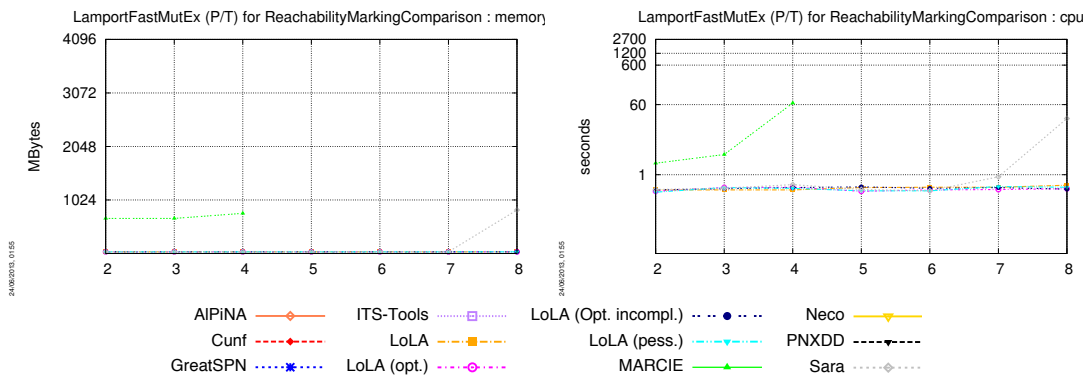 LamportFastMutEx (P/T) for ReachabilityMarkingComparison : memory
4096
3072
2048
1024
MBytes
2 3 4 5 6 7 8
24/06/2013, 01:55
LamportFastMutEx (P/T) for ReachabilityMarkingComparison : cpu
2700
1200
600
60
1
seconds
2 3 4 5 6 7 8
24/06/2013, 01:55
AlPiNA ITS-Tools LoLA (Opt. incompl.) Neco
Cunf LoLA LoLA (pess.) PNXDD
GreatSPN LoLA (opt.) MARCIE Sara